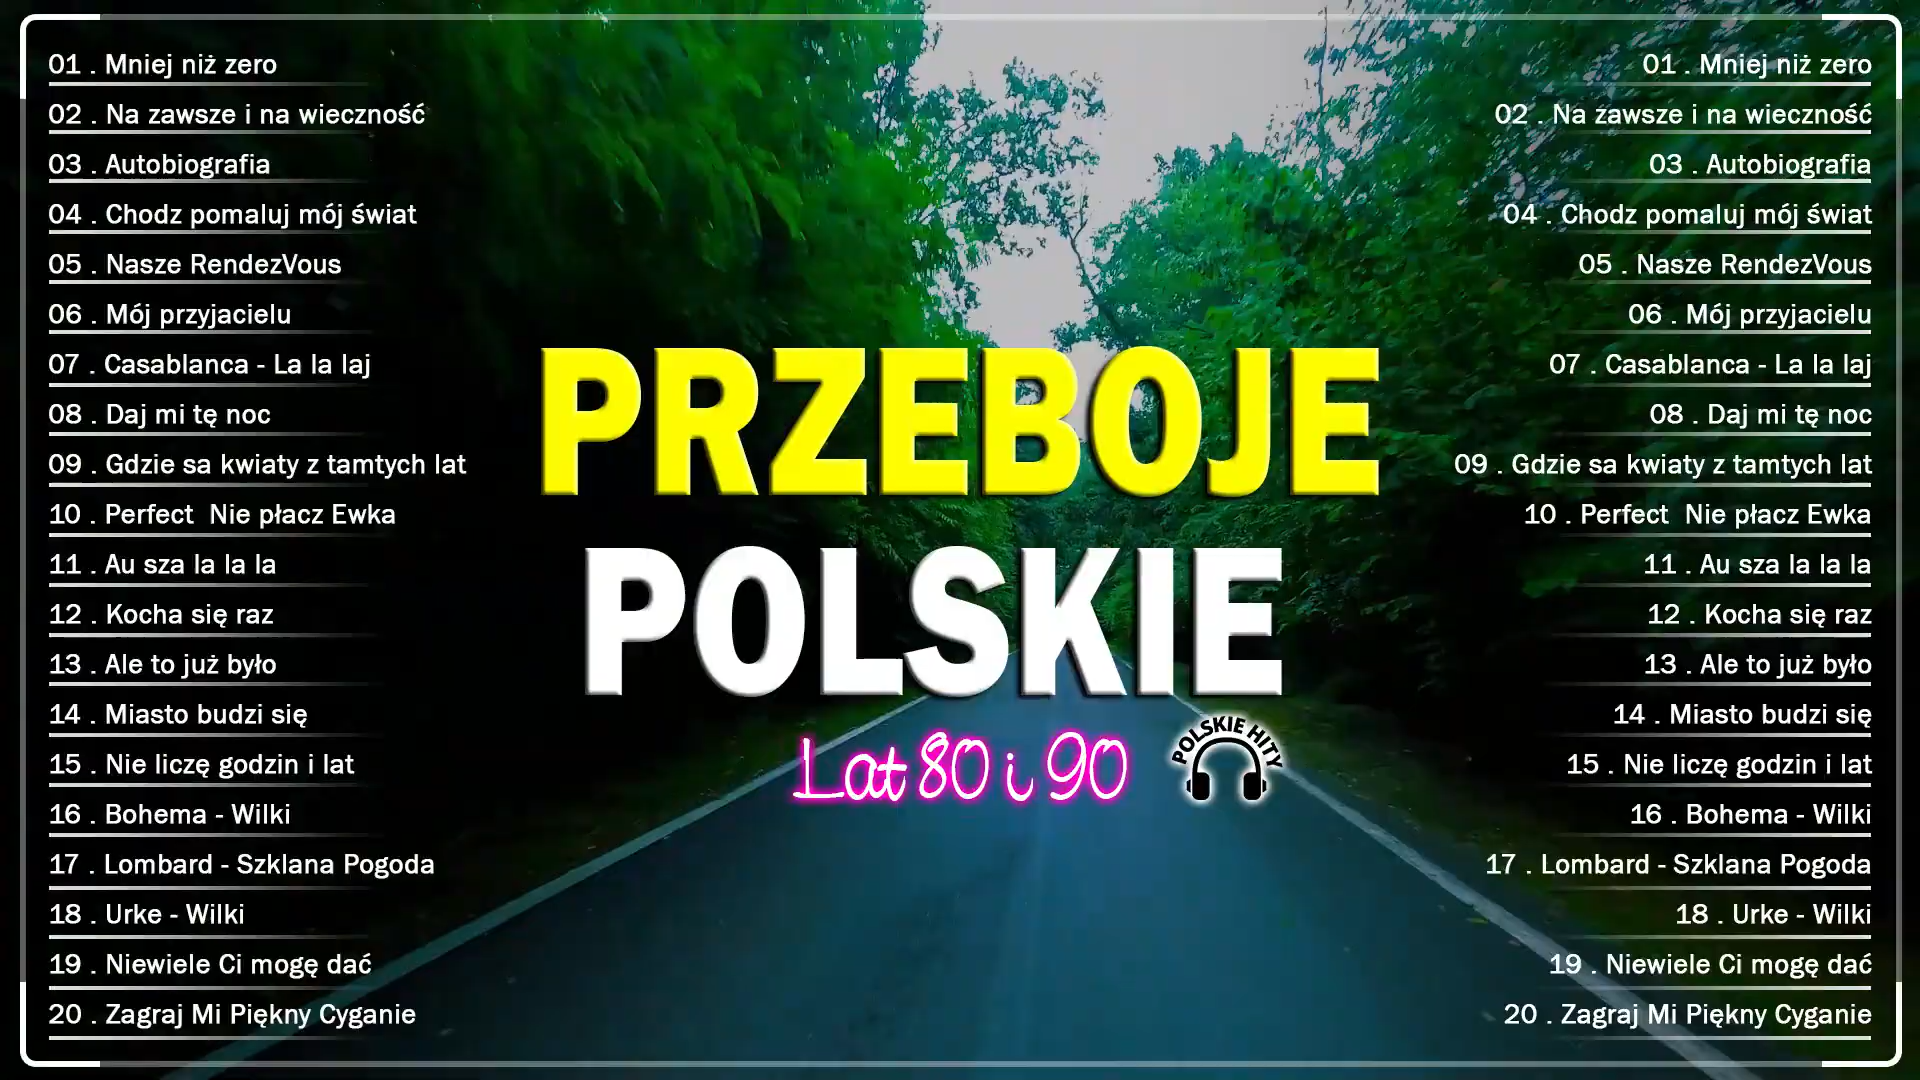 01 . Mniej niż zero
02 . Na zawsze i na wieczność
03 . Autobiografia
04 . Chodz pomaluj mój świat
05 . Nasze RendezVous
06 . Mój przyjacielu
07 . Casablanca - La la laj
08 . Daj mi tę noc
09 . Gdzie sa kwiaty z tamtych lat
10 . Perfect  Nie płacz Ewka
11 . Au sza la la la
12 . Kocha się raz
13 . Ale to już było
14 . Miasto budzi się
15 . Nie liczę godzin i lat
16 . Bohema - Wilki
17 . Lombard - Szklana Pogoda
18 . Urke - Wilki
19 . Niewiele Ci mogę dać
20 . Zagraj Mi Piękny Cyganie
PRZEBOJE
POLSKIE
Lat 80 i 90
POLSKIE HITY
01 . Mniej niż zero
02 . Na zawsze i na wieczność
03 . Autobiografia
04 . Chodz pomaluj mój świat
05 . Nasze RendezVous
06 . Mój przyjacielu
07 . Casablanca - La la laj
08 . Daj mi tę noc
09 . Gdzie sa kwiaty z tamtych lat
10 . Perfect  Nie płacz Ewka
11 . Au sza la la la
12 . Kocha się raz
13 . Ale to już było
14 . Miasto budzi się
15 . Nie liczę godzin i lat
16 . Bohema - Wilki
17 . Lombard - Szklana Pogoda
18 . Urke - Wilki
19 . Niewiele Ci mogę dać
20 . Zagraj Mi Piękny Cyganie